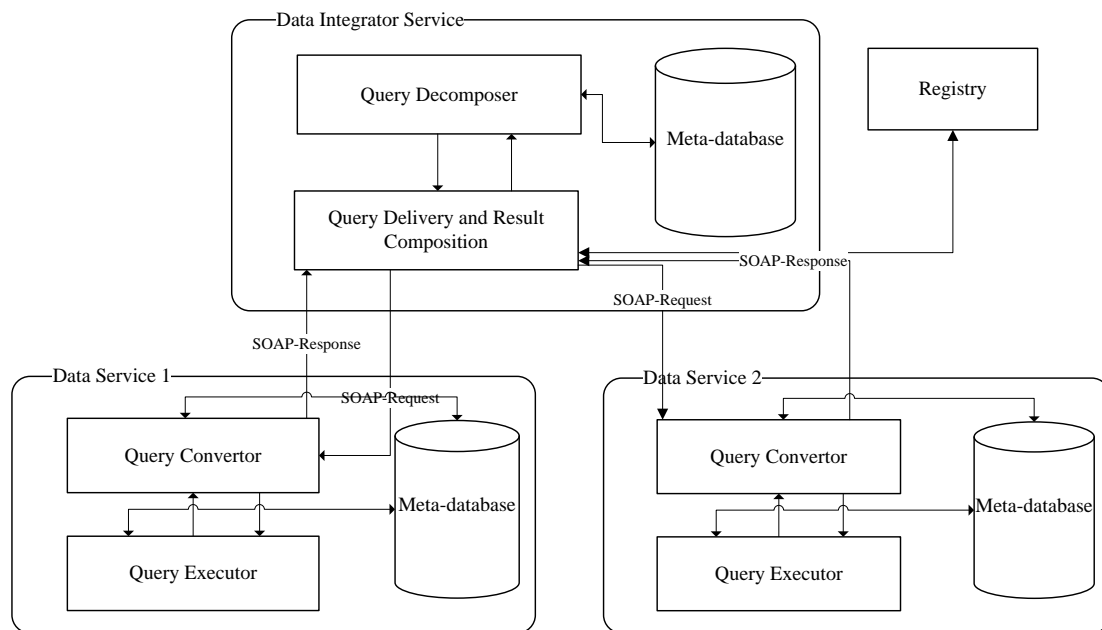 Data Integrator Service
Query Decomposer
Meta-database
Registry
Query Delivery and Result
Composition
SOAP-Response
SOAP-Request
SOAP-Response
Data Service 1
SOAP-Request
Query Convertor
Meta-database
Query Executor
Data Service 2
Query Convertor
Meta-database
Query Executor